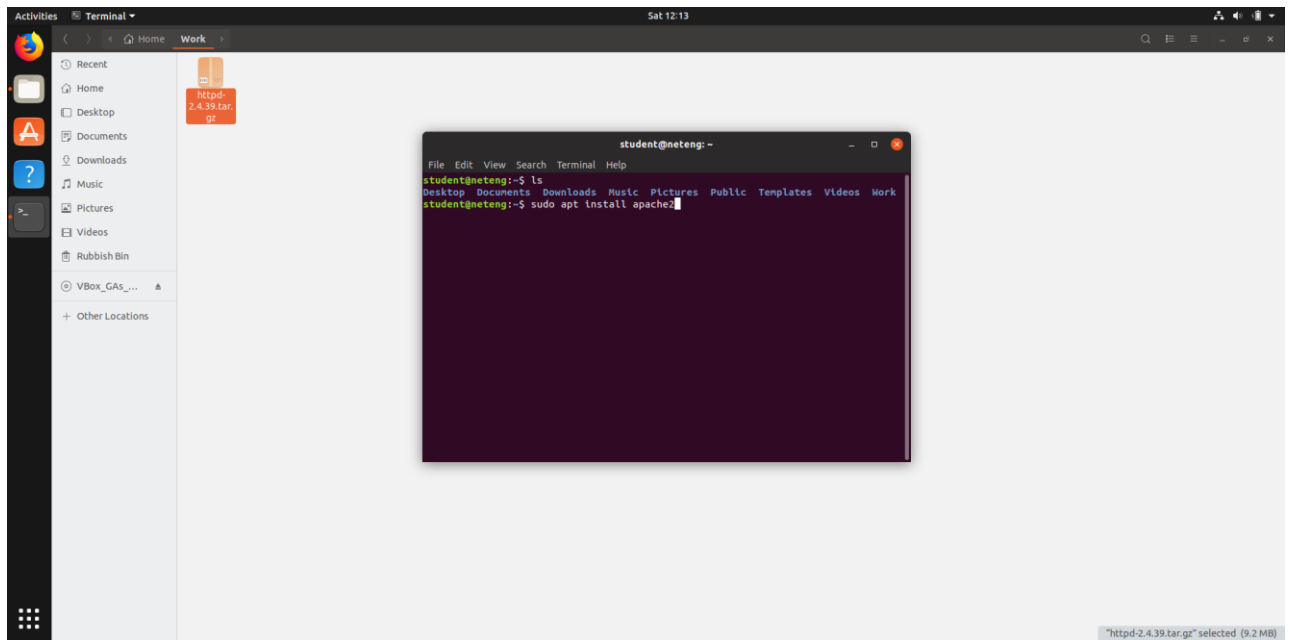 Activities Terminal Sat 12:13
Home Work
Recent
Home
Desktop
Documents
Downloads
Music
Pictures
Videos
Rubbish Bin
VBox_GAs_...
+ Other Locations
httpd-
2.4.39.tar.
gz
student@neteng: ~
File Edit View Search Terminal Help
student@neteng:~$ ls
Desktop Documents Downloads Music Pictures Public Templates Videos Work
student@neteng:~$ sudo apt install apache2
"httpd-2.4.39.tar.gz" selected (9.2 MB)